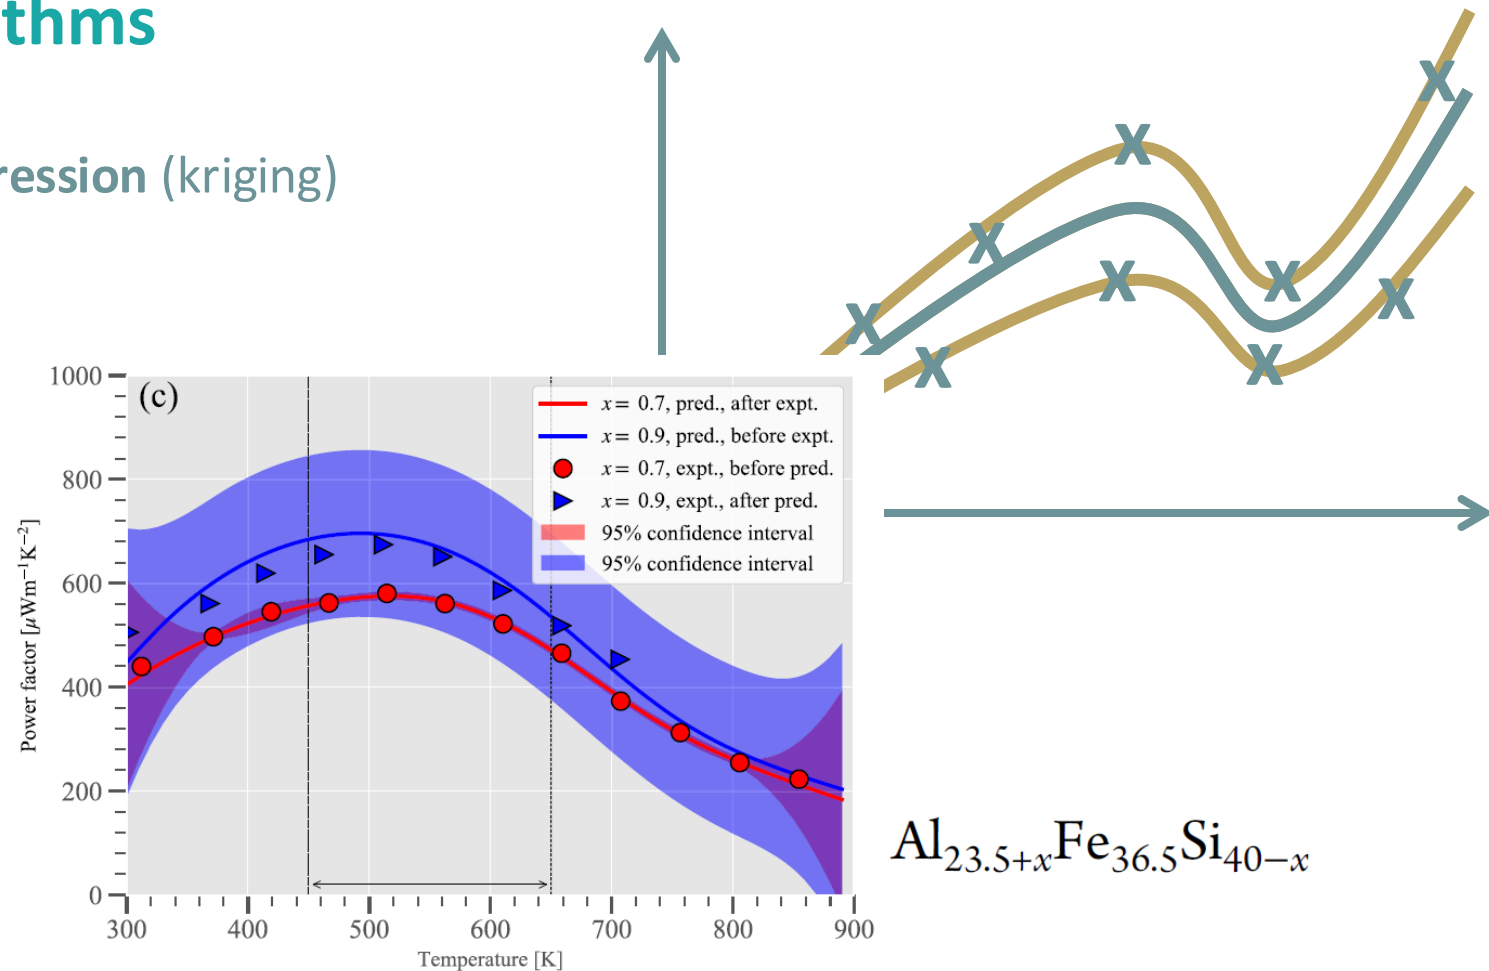 thms
ression (kriging)
1000
800
600
400
200
0
Power factor [μWm⁻¹K⁻²]
(c)
x = 0.7, pred., after expt.
x = 0.9, pred., before expt.
x = 0.7, expt., before pred.
x = 0.9, expt., after pred.
95% confidence interval
95% confidence interval
300 400 500 600 700 800 900
Temperature [K]
Al₂₃.₅₊ₓFe₃₆.₅Si₄₀₋ₓ